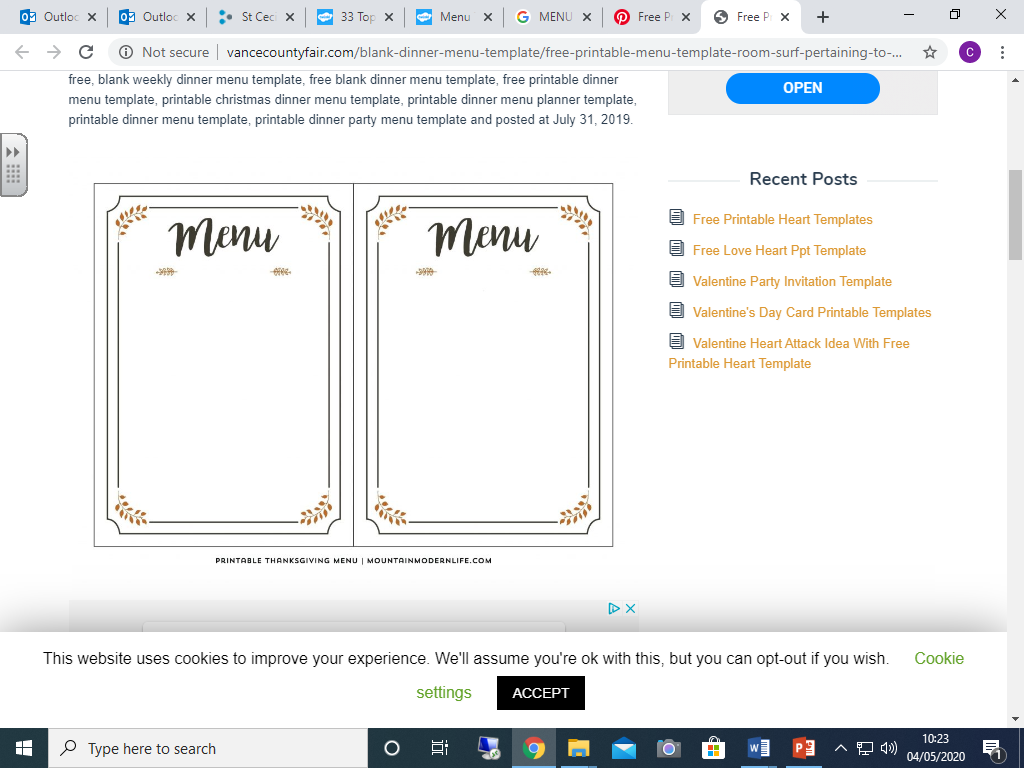 Outloo
Outloo
St Ceci
33 Top
Menu
MENU
Free P
Free P
Not secure
vancecountyfair.com/blank-dinner-menu-template/free-printable-menu-template-room-surf-pertaining-to-...
C
free, blank weekly dinner menu template, free blank dinner menu template, free printable dinner
menu template, printable christmas dinner menu template, printable dinner menu planner template,
printable dinner menu template, printable dinner party menu template and posted at July 31, 2019.
OPEN
Recent Posts
Free Printable Heart Templates
Free Love Heart Ppt Template
Valentine Party Invitation Template
Valentine's Day Card Printable Templates
Valentine Heart Attack Idea With Free
Printable Heart Template
Menu
Menu
PRINTABLE THANKSGIVING MENU | MOUNTAINMODERNLIFE.COM
This website uses cookies to improve your experience. We'll assume you're ok with this, but you can opt-out if you wish. Cookie
settings ACCEPT
Type here to search
10:23
04/05/2020
1